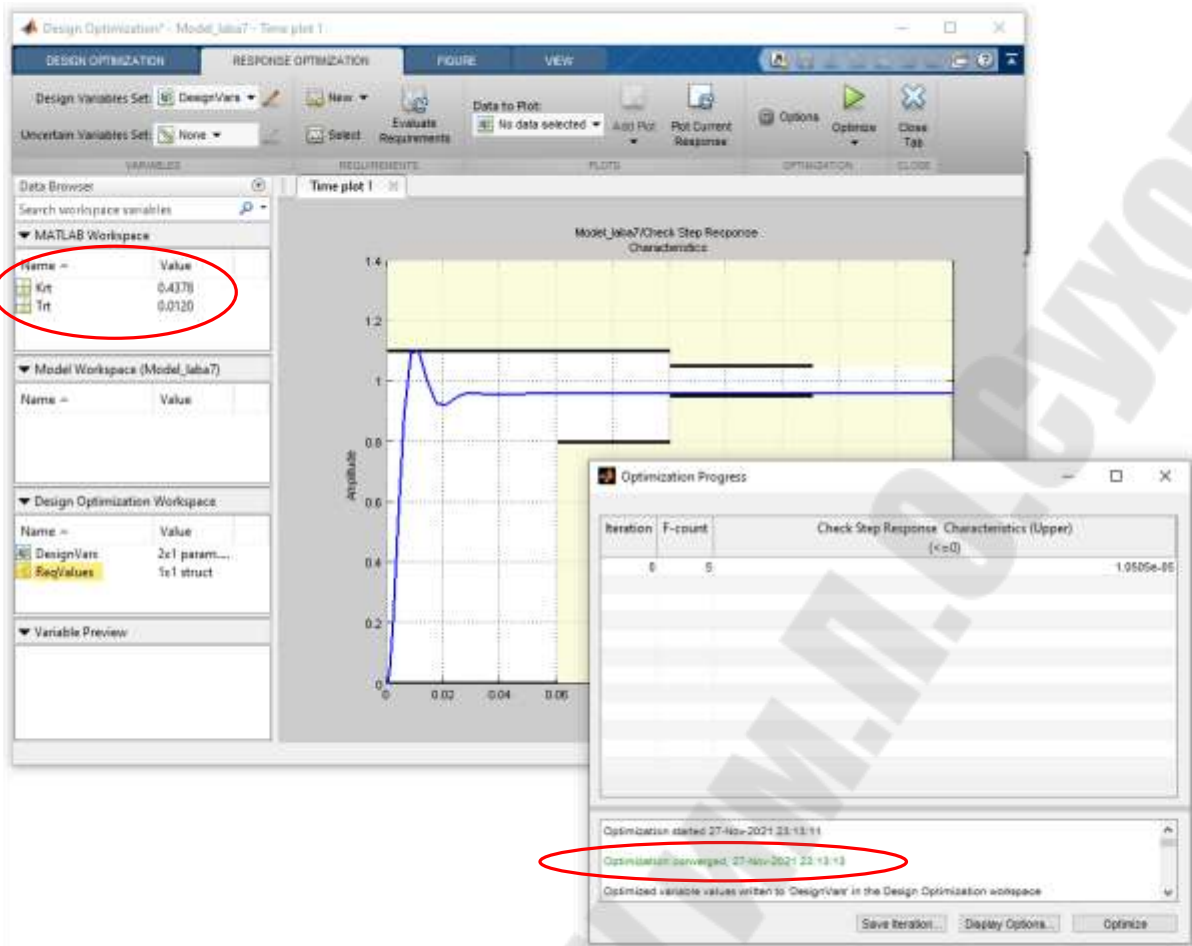 Design Optimization* - Model_laba7 - Time plot 1
DESIGN OPTIMIZATION
RESPONSE OPTIMIZATION
FIGURE
VIEW
Design Variables Set: DesignVars
Uncertain Variables Set: None
New
Select
Evaluate
Requirements
Data to Plot:
No data selected
Add Plot
Plot Current
Response
Options
Optimize
Close
Tab
VARIABLES
REQUIREMENTS
PLOTS
OPTIMIZATION
CLOSE
Data Browser
Search workspace variables
MATLAB Workspace
Name Value
Krt 0.4378
Trt 0.0120
Model Workspace (Model_laba7)
Name Value
Design Optimization Workspace
Name Value
DesignVars 2x1 param....
ReqValues 1x1 struct
Variable Preview
Time plot 1
Model_laba7/Check Step Response
Characteristics
Amplitude
1.4
1.2
1
0.8
0.6
0.4
0.2
0
0 0.02 0.04 0.06
Optimization Progress
Iteration F-count Check Step Response Characteristics (Upper)
(<=0)
0 5 1.0505e-05
Optimization started 27-Nov-2021 23:13:11
Optimization converged, 27-Nov-2021 23:13:13
Optimized variable values written to 'DesignVars' in the Design Optimization workspace
Save Iteration... Display Options... Optimize